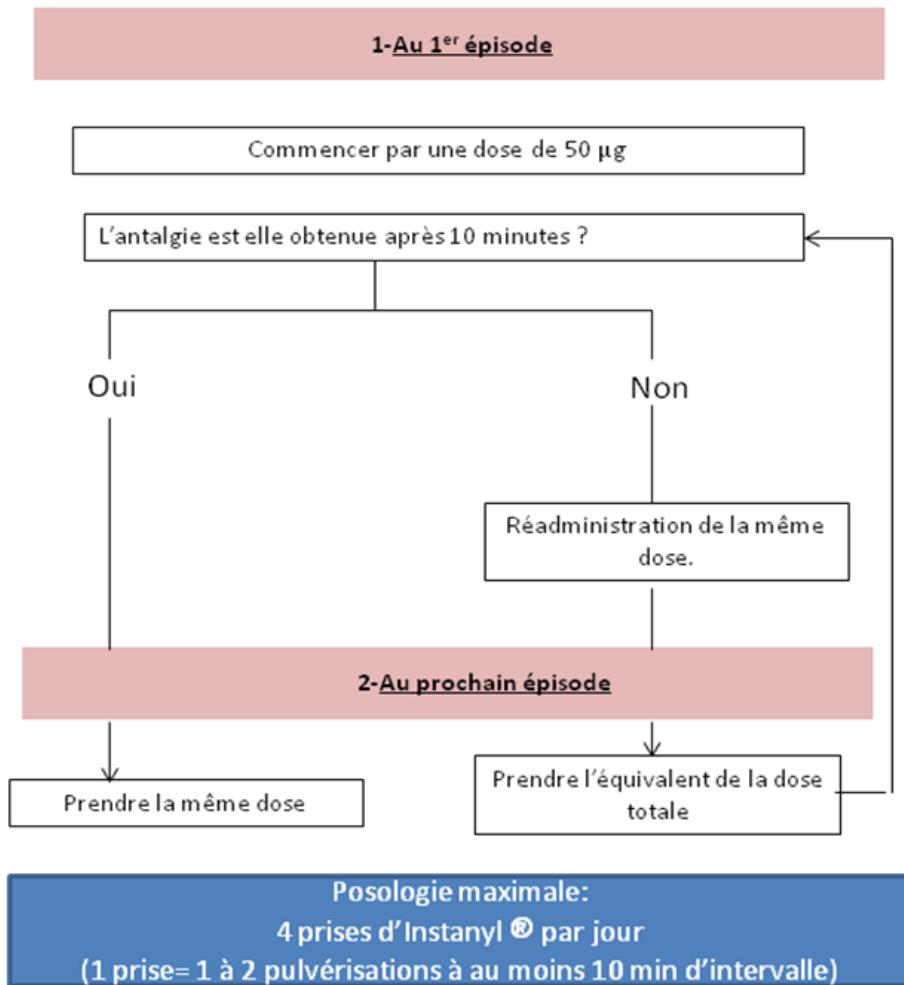 1-Au 1er épisode
Commencer par une dose de 50 µg
L'antalgie est elle obtenue après 10 minutes ?
Oui
Non
Réadministration de la même
dose.
2-Au prochain épisode
Prendre la même dose
Prendre l'équivalent de la dose
totale
Posologie maximale:
4 prises d'Instanyl ® par jour
(1 prise= 1 à 2 pulvérisations à au moins 10 min d'intervalle)